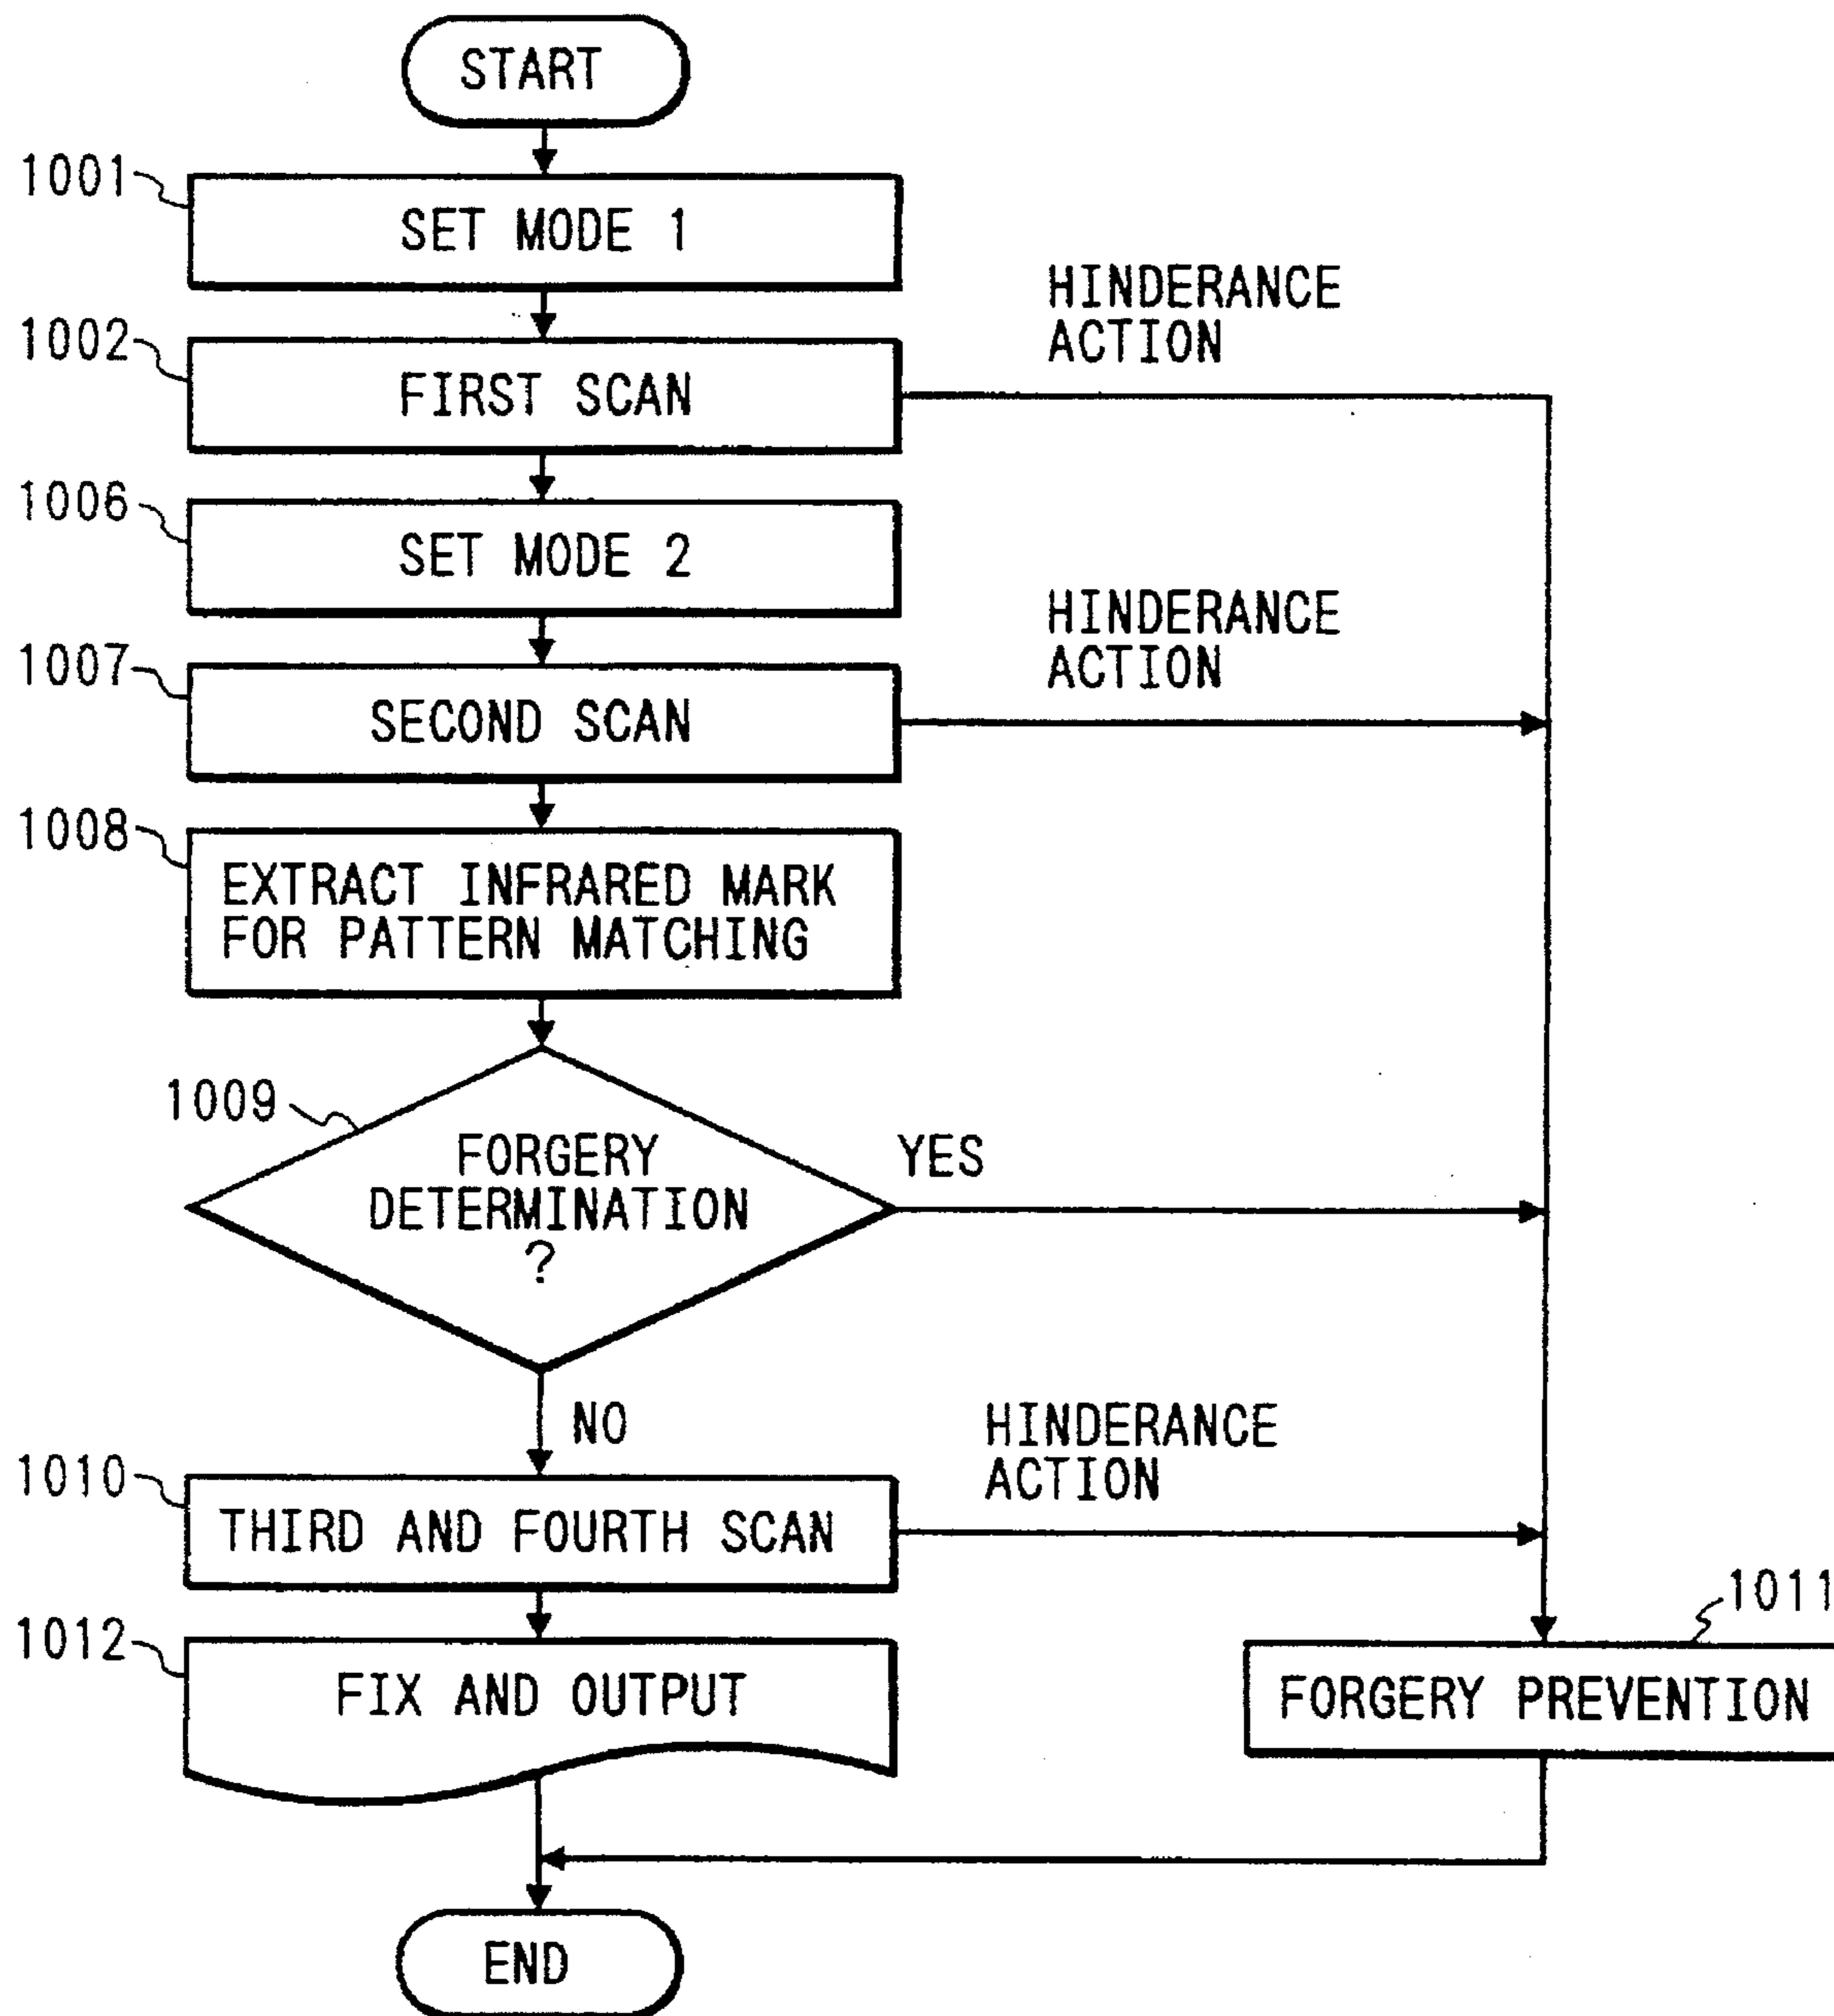 START
1001
SET MODE 1
HINDERANCE
ACTION
1002
FIRST SCAN
1006
SET MODE 2
HINDERANCE
ACTION
1007
SECOND SCAN
1008
EXTRACT INFRARED MARK
FOR PATTERN MATCHING
1009
FORGERY
DETERMINATION
?
YES
NO
HINDERANCE
ACTION
1010
THIRD AND FOURTH SCAN
1011
1012
FIX AND OUTPUT
FORGERY PREVENTION
END